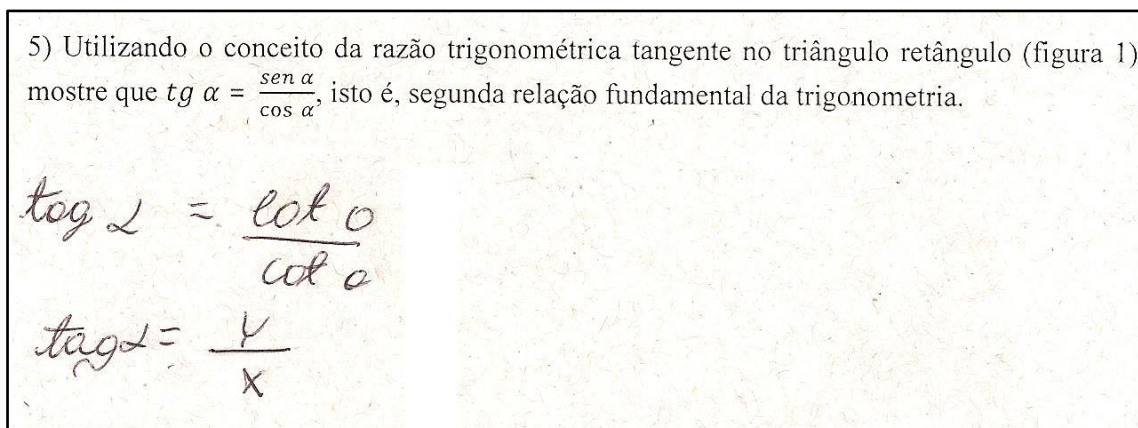 5) Utilizando o conceito da razão trigonométrica tangente no triângulo retângulo (figura 1)
mostre que tg α = sen α / cos α, isto é, segunda relação fundamental da trigonometria.
tag α = cot o / cat a
tag α = y / x